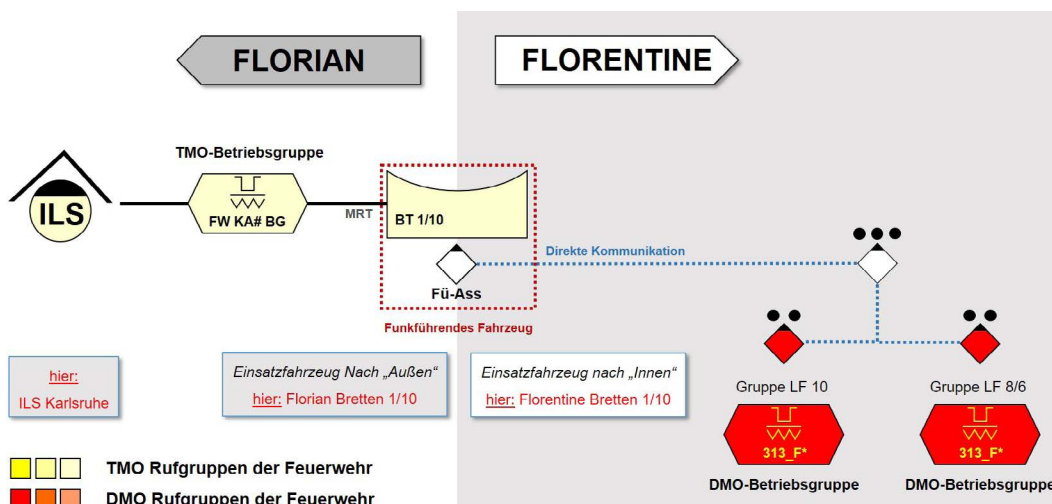 FLORIAN
FLORENTINE
TMO-Betriebsgruppe
ILS
FW KA# BG
MRT
BT 1/10
Direkte Kommunikation
Fü-Ass
Funkführendes Fahrzeug
hier:
ILS Karlsruhe
Einsatzfahrzeug Nach „Außen“
hier: Florian Bretten 1/10
Einsatzfahrzeug nach „Innen“
hier: Florentine Bretten 1/10
Gruppe LF 10
Gruppe LF 8/6
313_F*
313_F*
DMO-Betriebsgruppe
DMO-Betriebsgruppe
TMO Rufgruppen der Feuerwehr
DMO Rufgruppen der Feuerwehr